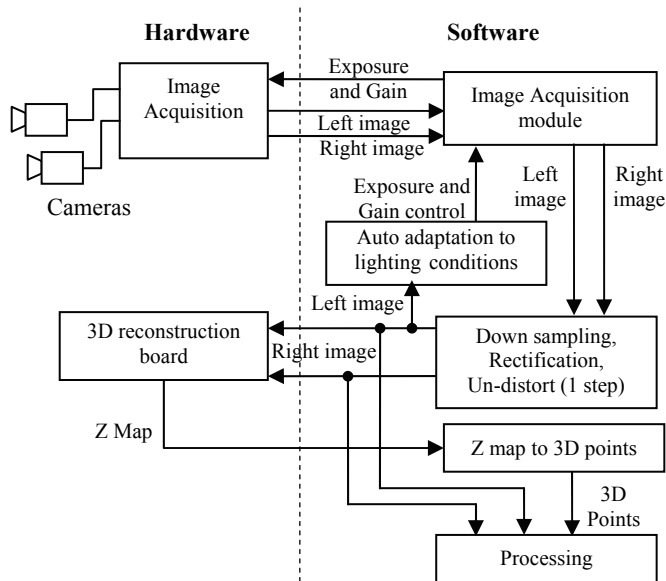 Hardware
Software
Image
Acquisition
Exposure
and Gain
Left image
Right image
Image Acquisition
module
Cameras
Left
image
Right
image
Exposure and
Gain control
Auto adaptation to
lighting conditions
Left image
3D reconstruction
board
Right image
Down sampling,
Rectification,
Un-distort (1 step)
Z Map
Z map to 3D points
3D
Points
Processing